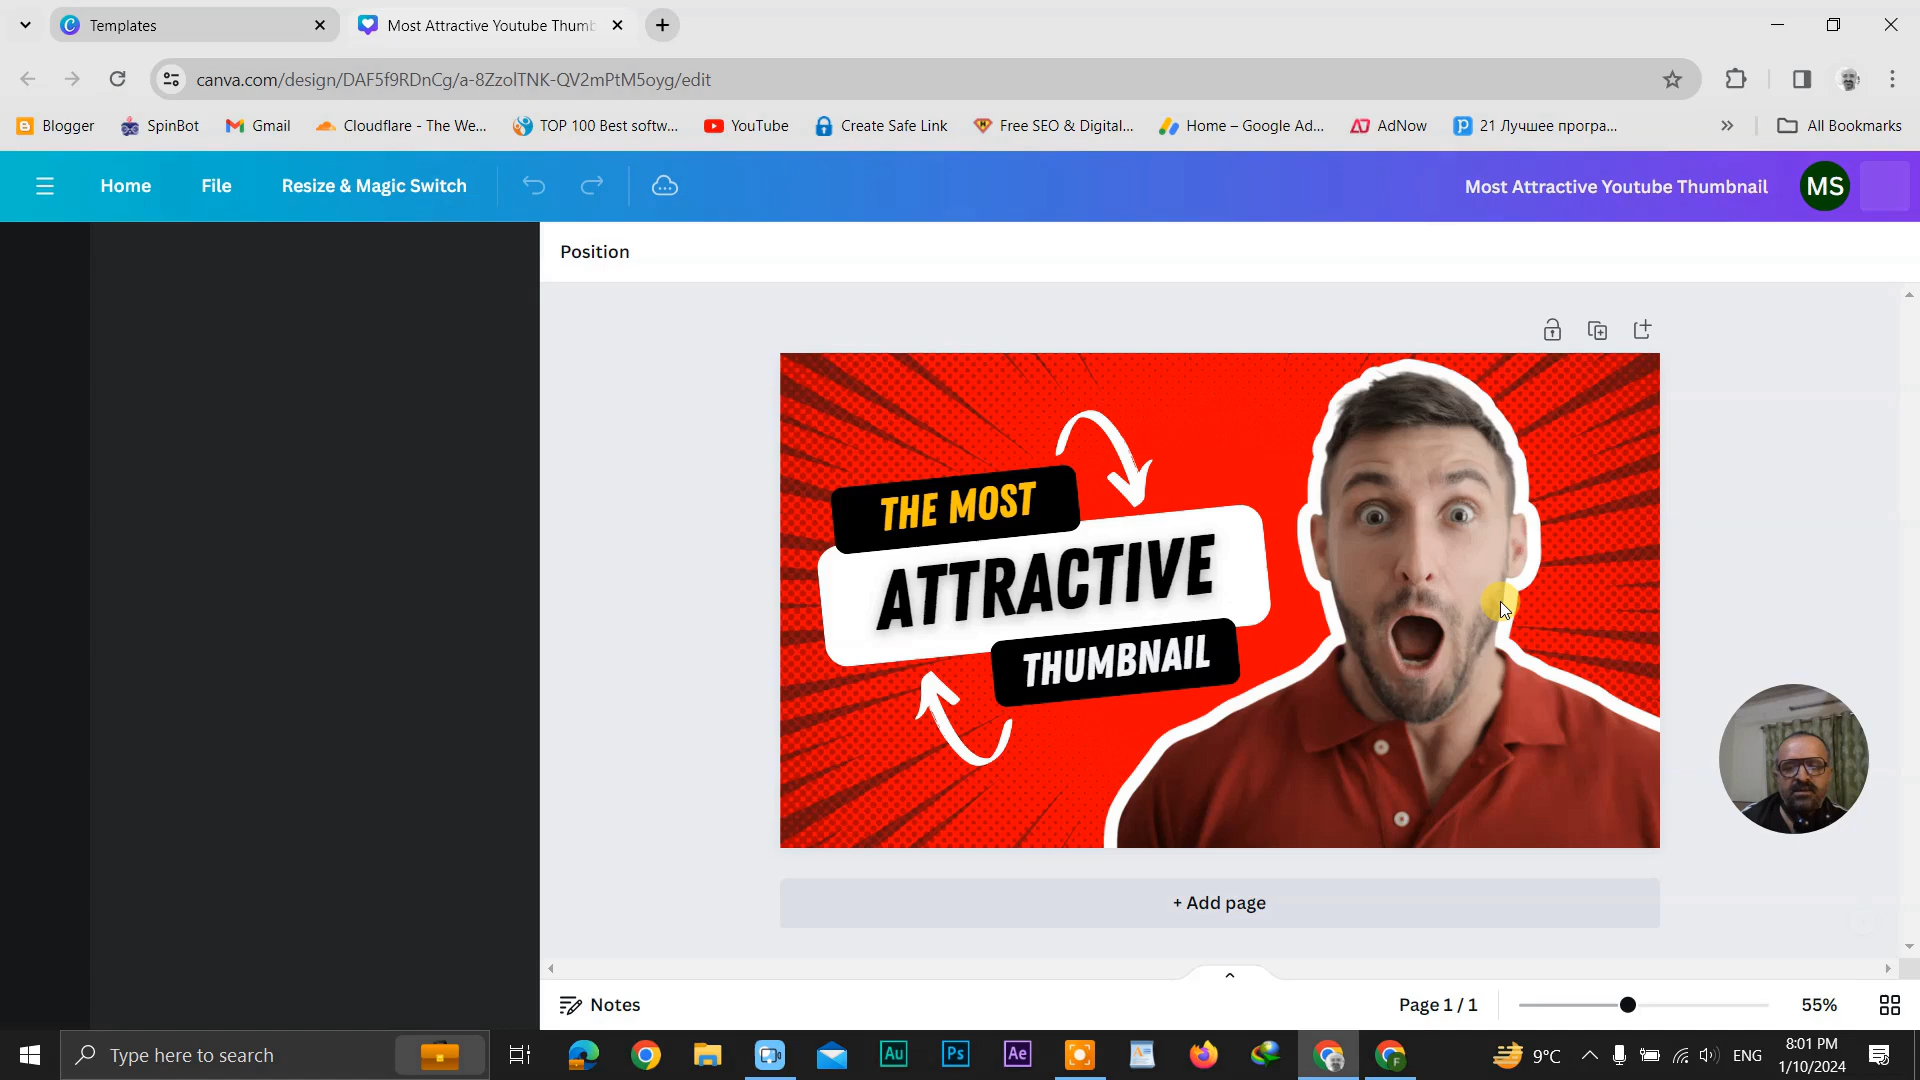 Templates
Most Attractive Youtube Thumb
canva.com/design/DAF5f9RDnCg/a-8ZzolTNK-QV2mPtM5oyg/edit
Blogger
SpinBot
Gmail
Cloudflare - The We...
TOP 100 Best softw...
YouTube
Create Safe Link
Free SEO & Digital...
Home – Google Ad...
AdNow
21 Лучшее програ...
All Bookmarks
Home
File
Resize & Magic Switch
Most Attractive Youtube Thumbnail
MS
Position
THE MOST
ATTRACTIVE
THUMBNAIL
+ Add page
Notes
Page 1 / 1
55%
Type here to search
Au
Ps
Ae
9°C
ENG
8:01 PM
1/10/2024